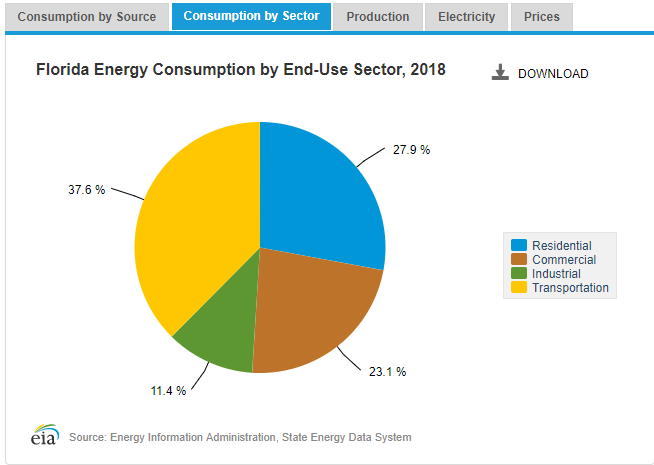 Consumption by Source
Consumption by Sector
Production
Electricity
Prices
Florida Energy Consumption by End-Use Sector, 2018
DOWNLOAD
27.9 %
37.6 %
Residential
Commercial
Industrial
Transportation
23.1 %
11.4 %
eia
Source: Energy Information Administration, State Energy Data System